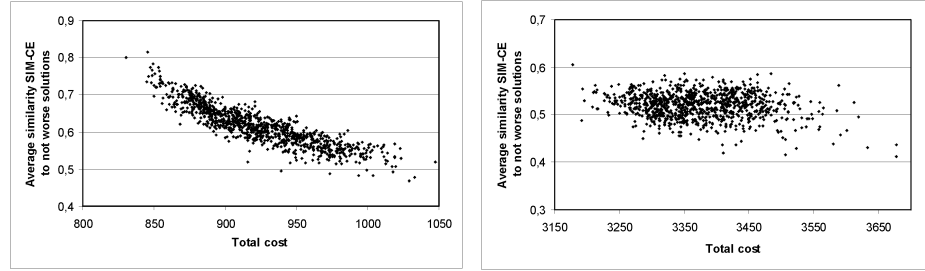 0,9
0,8
0,7
0,6
0,5
0,4
Average similarity SIM-CE
to not worse solutions
800 850 900 950 1000 1050
Total cost
0,7
0,6
0,5
0,4
0,3
Average similarity SIM-CE
to not worse solutions
3150 3250 3350 3450 3550 3650
Total cost